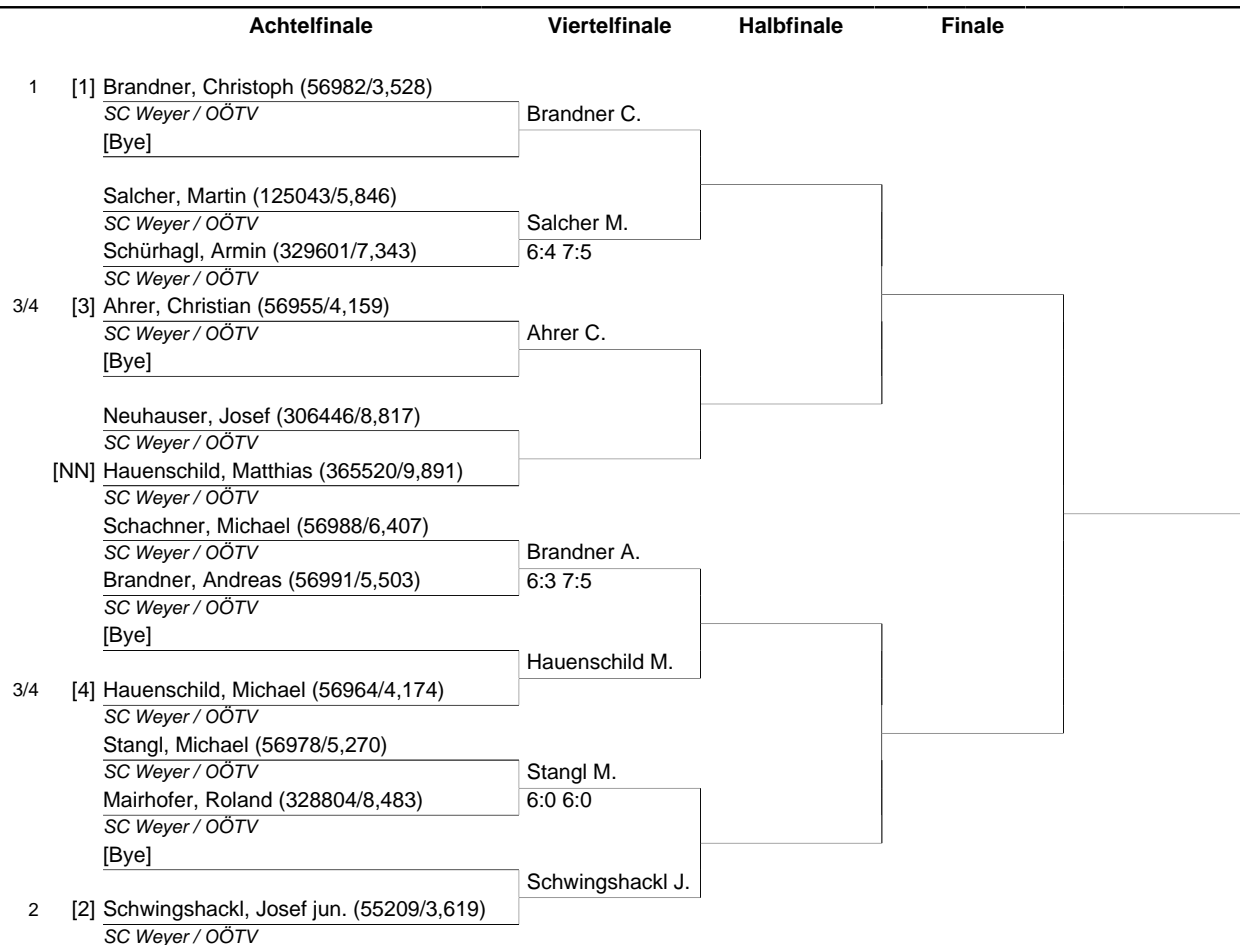 Achtelfinale Viertelfinale Halbfinale Finale
1 [1] Brandner, Christoph (56982/3,528)
SC Weyer / OÖTV Brandner C.
[Bye]
Salcher, Martin (125043/5,846)
SC Weyer / OÖTV Salcher M.
Schürhagl, Armin (329601/7,343) 6:4 7:5
SC Weyer / OÖTV
3/4 [3] Ahrer, Christian (56955/4,159)
SC Weyer / OÖTV Ahrer C.
[Bye]
Neuhauser, Josef (306446/8,817)
SC Weyer / OÖTV
[NN] Hauenschild, Matthias (365520/9,891)
SC Weyer / OÖTV
Schachner, Michael (56988/6,407)
SC Weyer / OÖTV Brandner A.
Brandner, Andreas (56991/5,503) 6:3 7:5
SC Weyer / OÖTV
[Bye]
Hauenschild M.
3/4 [4] Hauenschild, Michael (56964/4,174)
SC Weyer / OÖTV
Stangl, Michael (56978/5,270)
SC Weyer / OÖTV Stangl M.
Mairhofer, Roland (328804/8,483) 6:0 6:0
SC Weyer / OÖTV
[Bye]
Schwingshackl J.
2 [2] Schwingshackl, Josef jun. (55209/3,619)
SC Weyer / OÖTV